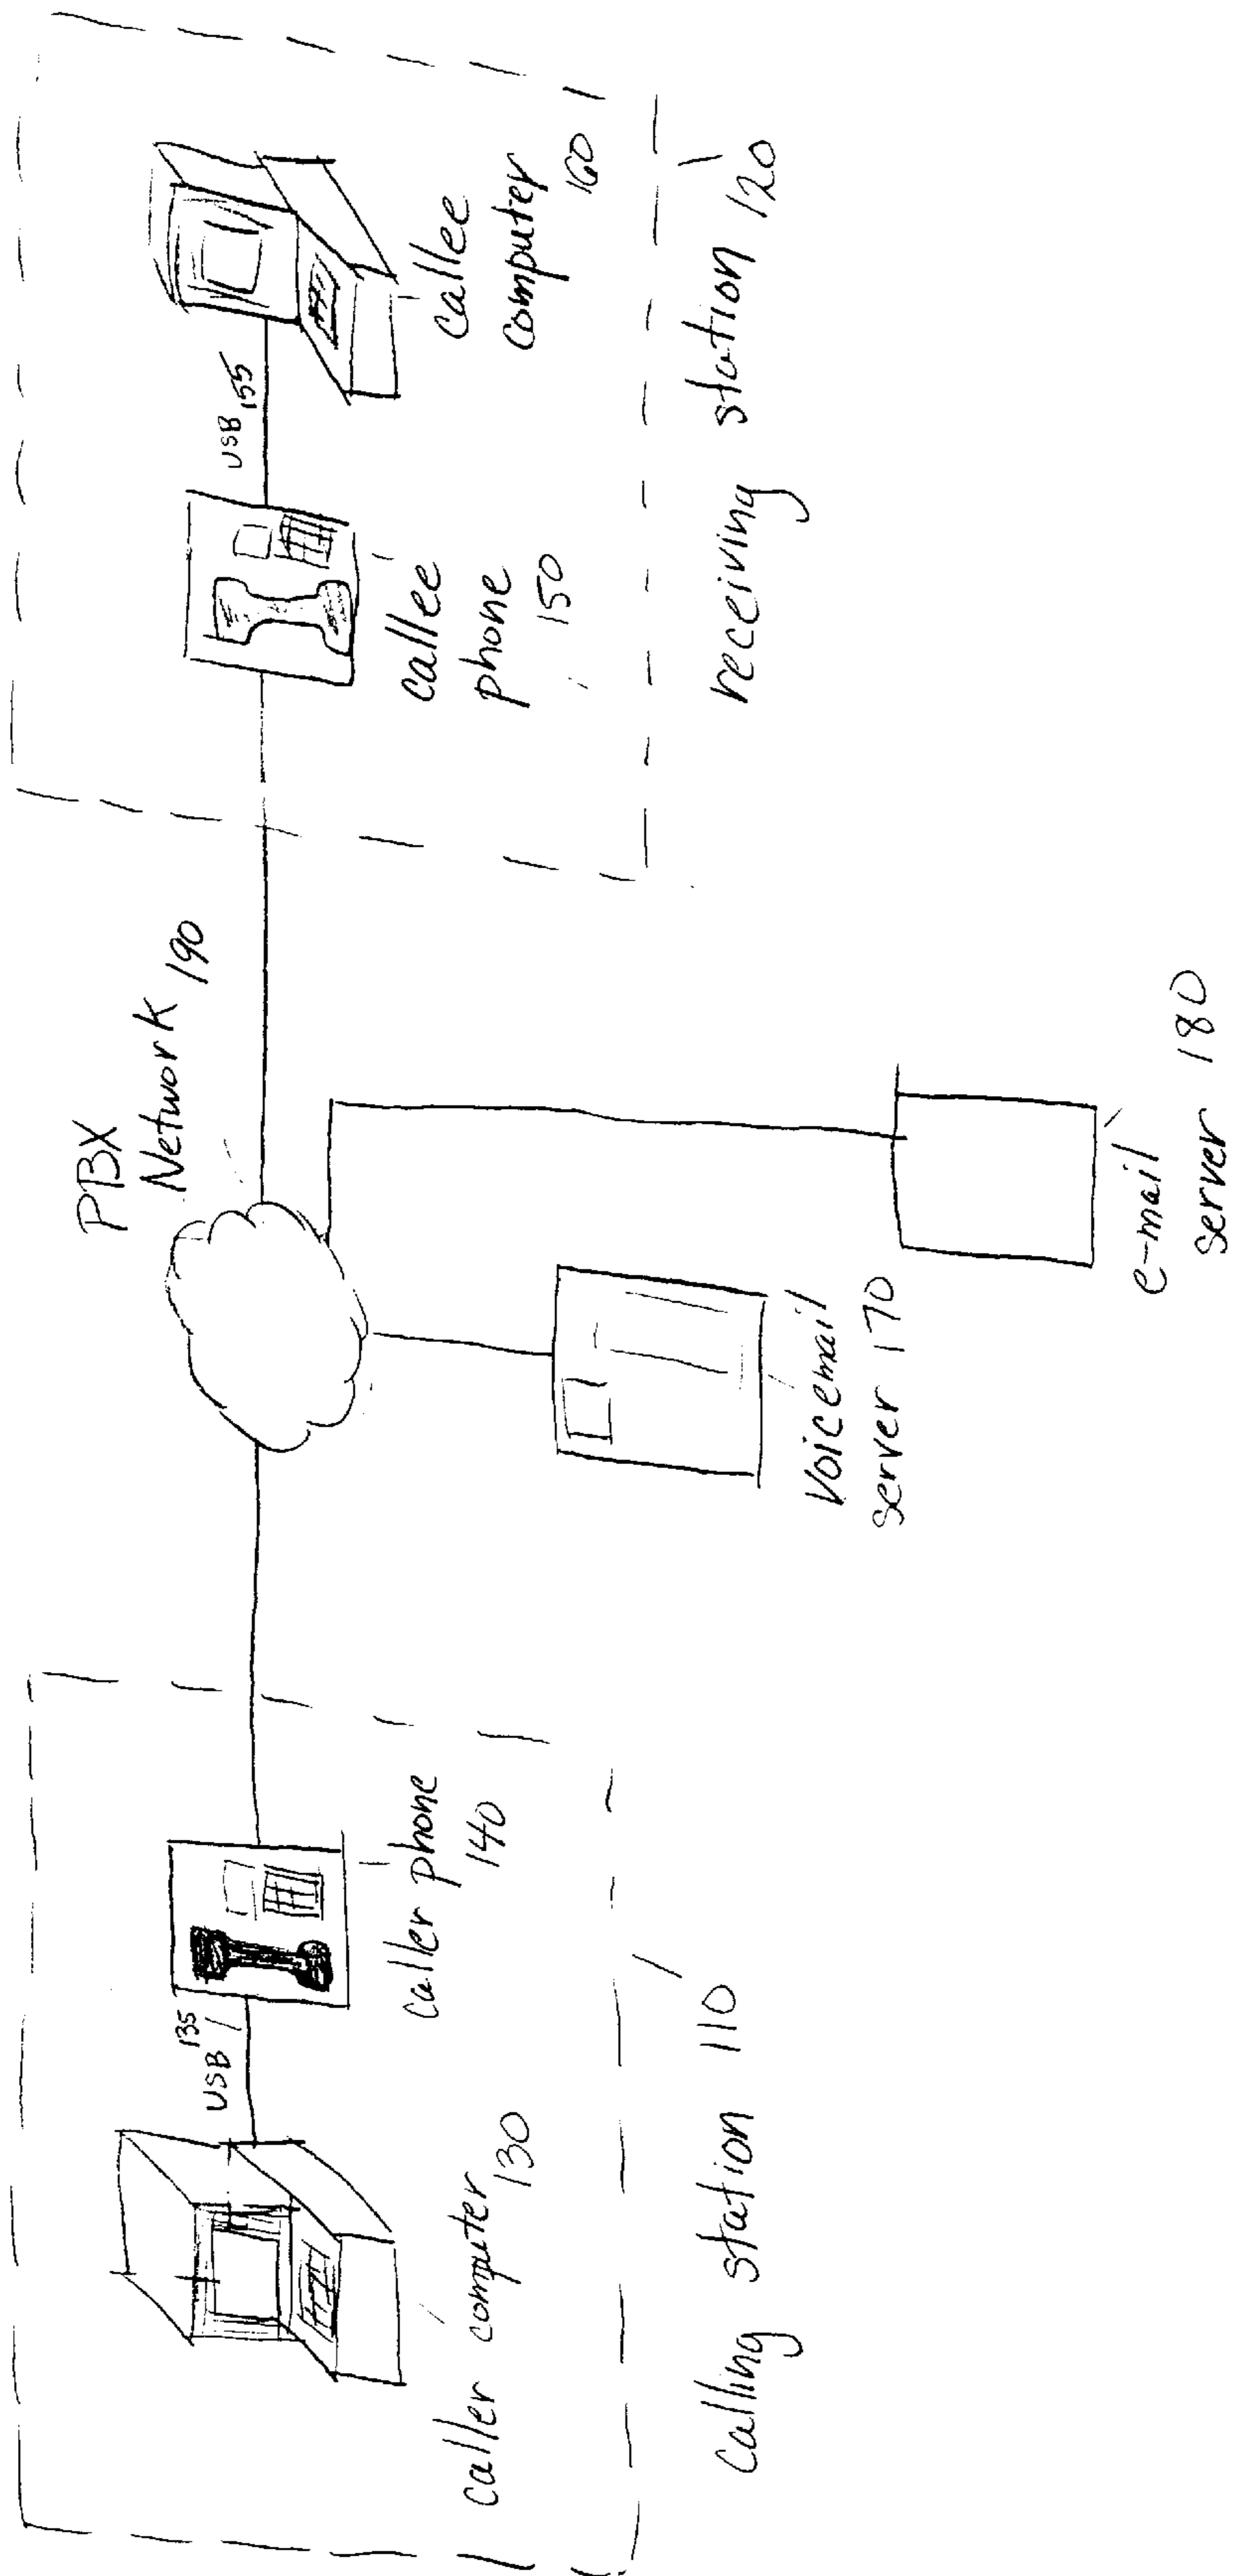 PBX
Network 190
USB 135
USB 155
caller phone
140
callee
phone
150
callee
computer
160
caller computer
130
Calling station 110
receiving station 120
Voicemail
server 170
e-mail
server 180